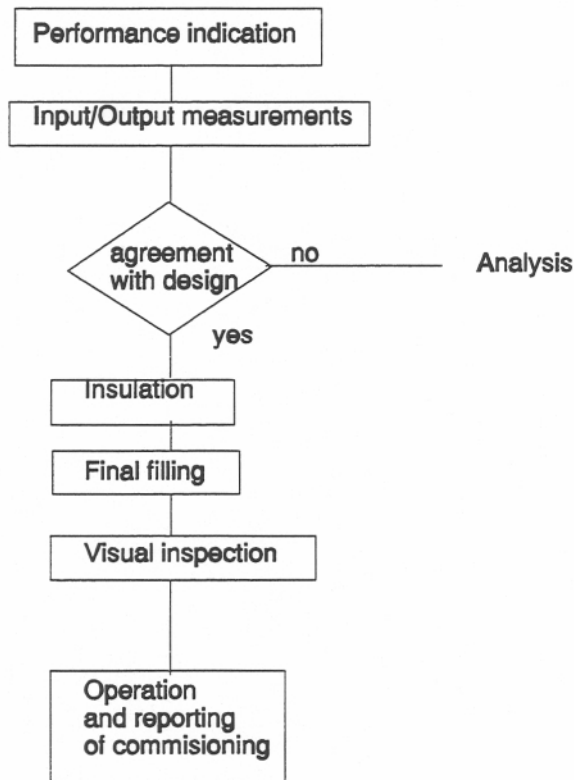 Performance indication
Input/Output measurements
agreement
with design
no
Analysis
yes
Insulation
Final filling
Visual inspection
Operation
and reporting
of commisioning